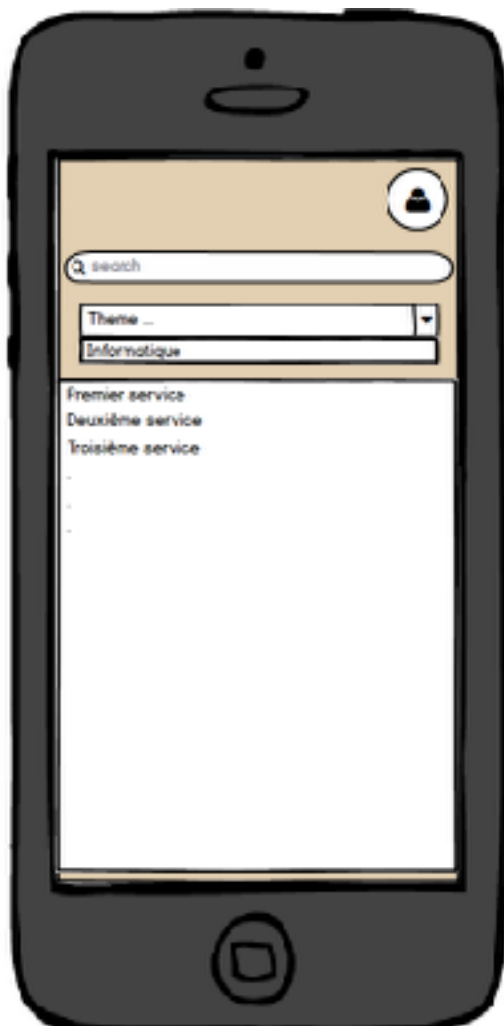 search
Theme ...
Informatique
Premier service
Deuxième service
Troisième service
.
.
.